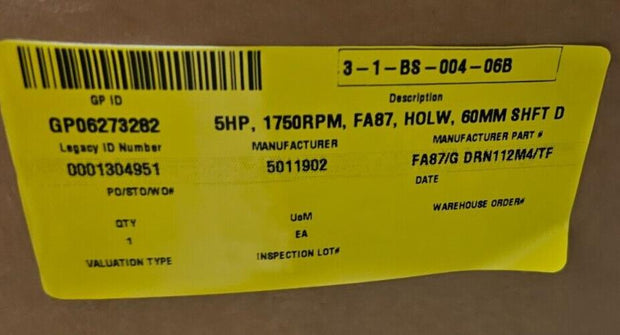 3-1-BS-004-06B
GP ID
Description
GP06273282
5HP, 1750RPM, FA87, HOLW, 60MM SHFT D
Legacy ID Number
MANUFACTURER
MANUFACTURER PART #
0001304951
5011902
FA87/G DRN112M4/TF
PO/STO/WO#
DATE
QTY
UoM
WAREHOUSE ORDER#
1
EA
VALUATION TYPE
INSPECTION LOT#